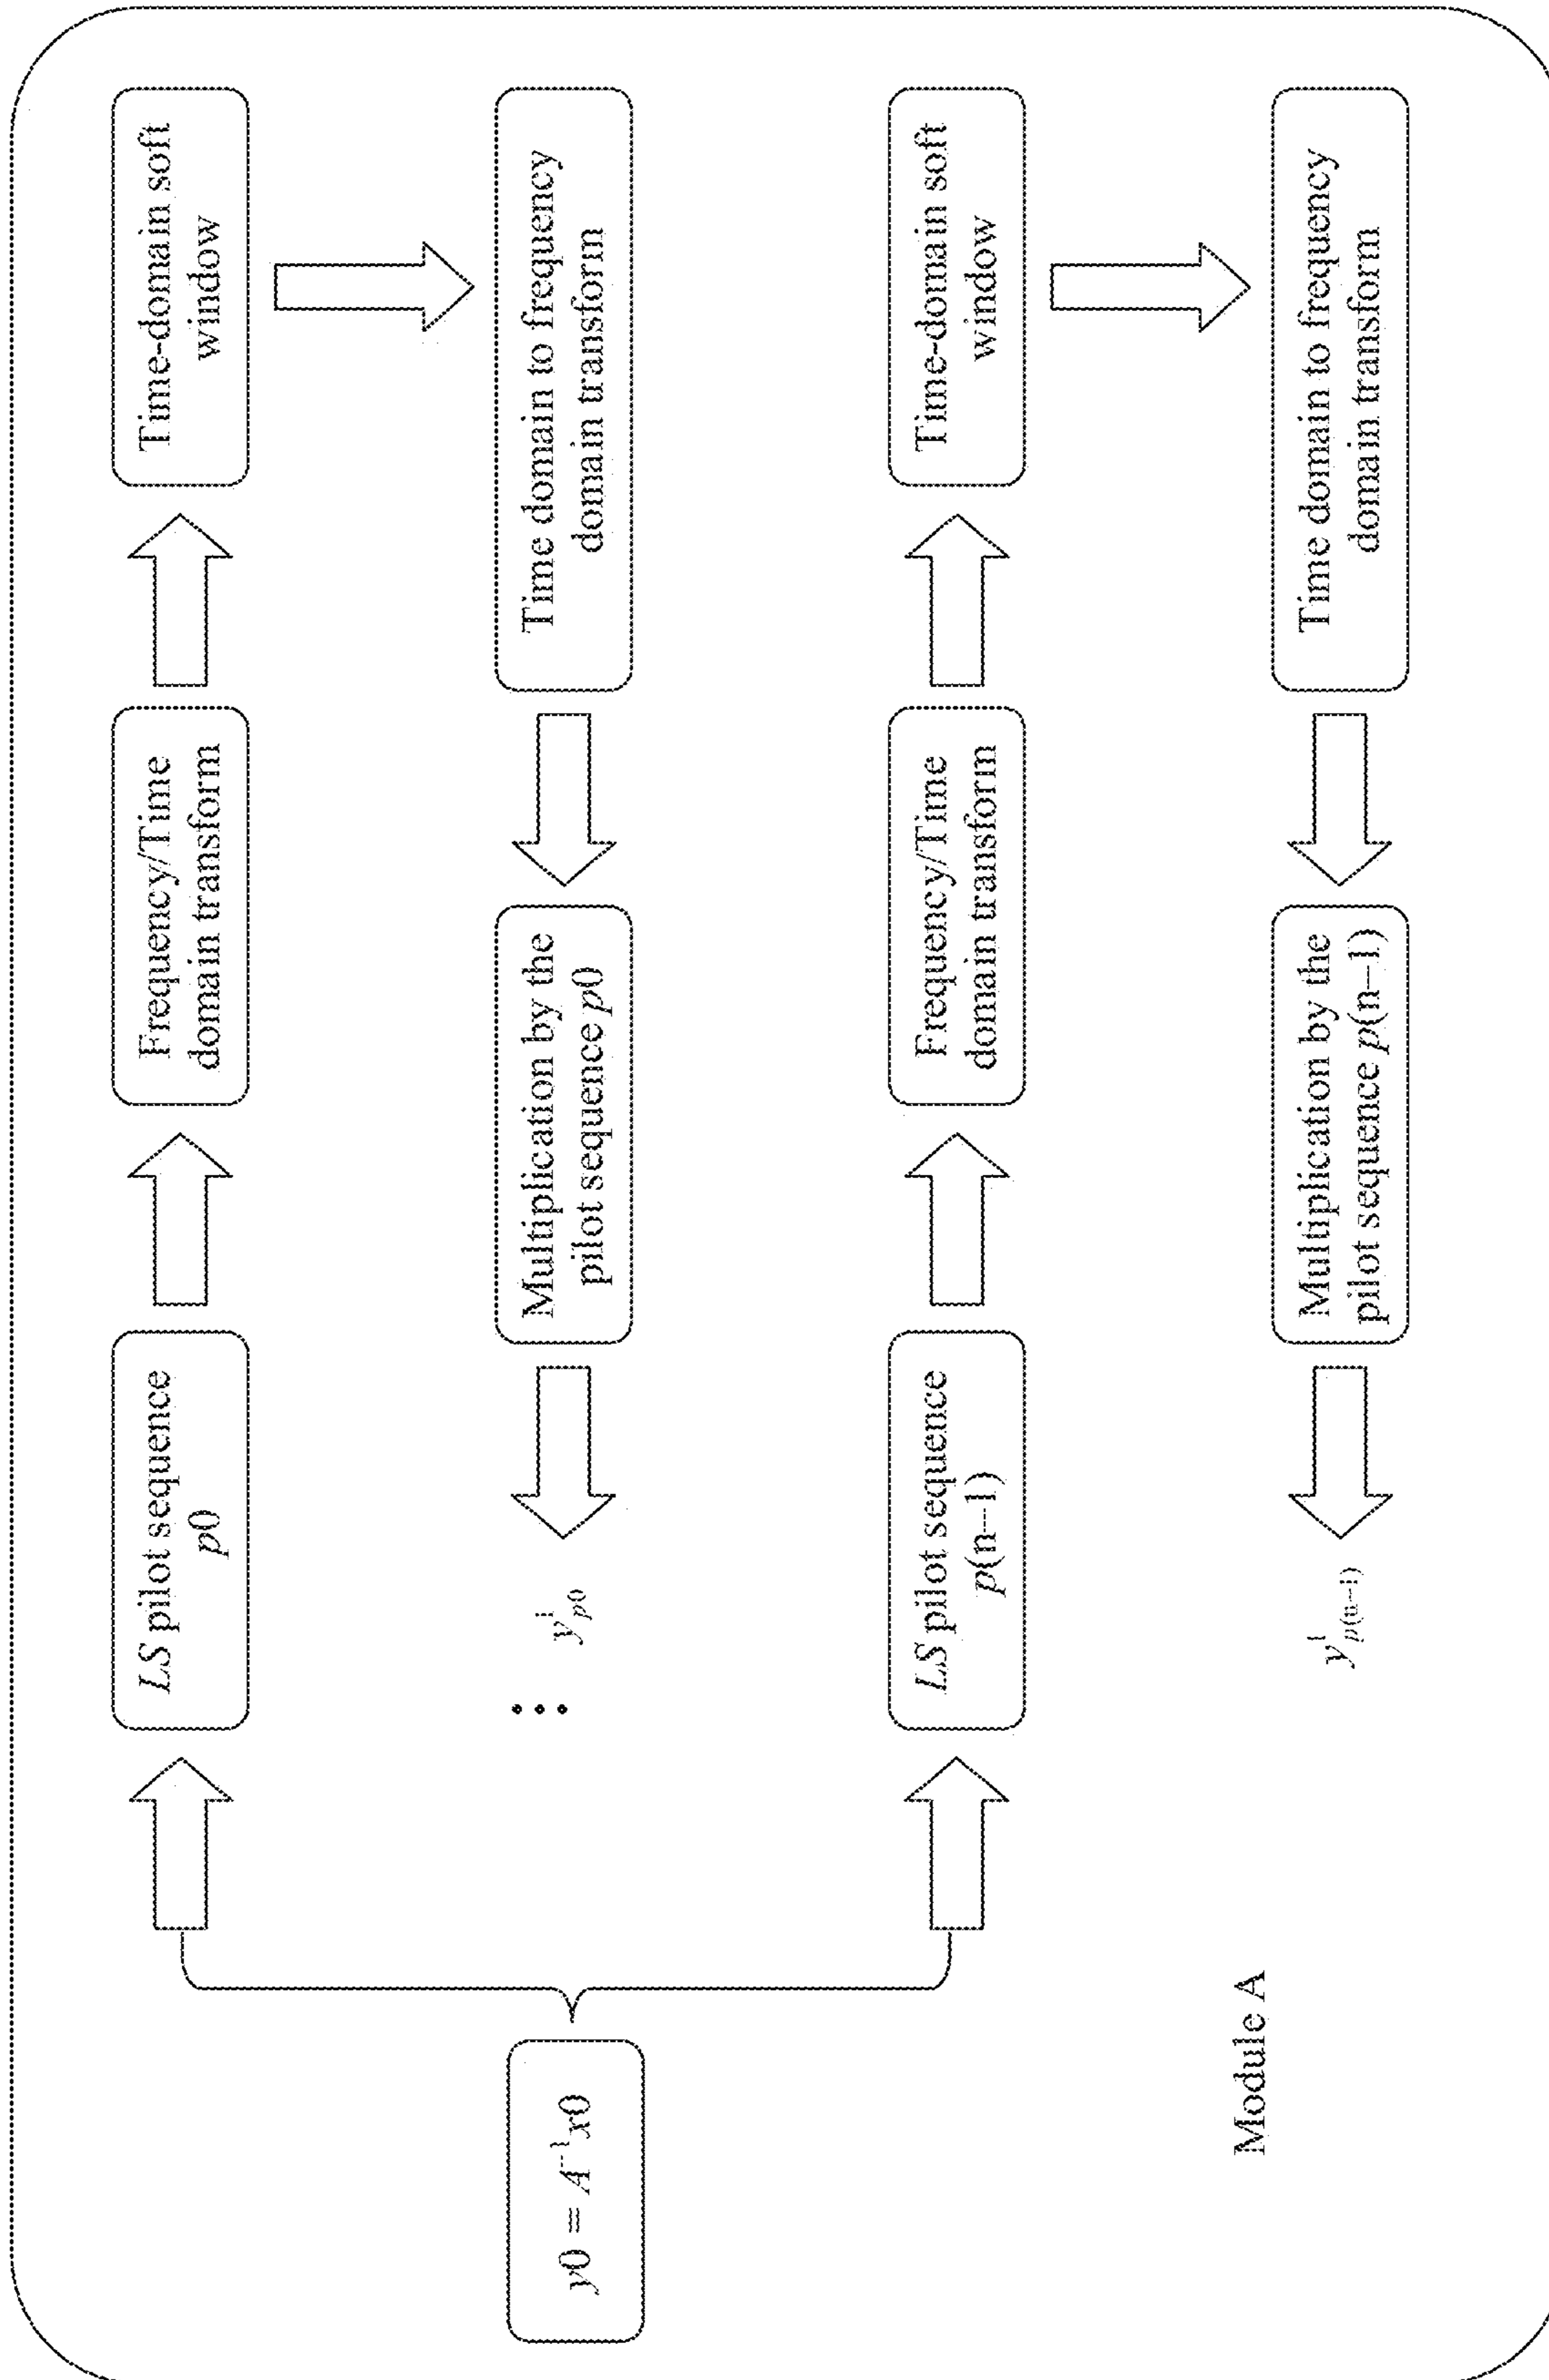 y0 = A⁻¹x0
LS pilot sequence
p0
Frequency/Time
domain transform
Time-domain soft
window
Time domain to frequency
domain transform
Multiplication by the
pilot sequence p0
y¹p0
⋮
LS pilot sequence
p(n-1)
Frequency/Time
domain transform
Time-domain soft
window
Time domain to frequency
domain transform
Multiplication by the
pilot sequence p(n-1)
y¹p(n-1)
Module A